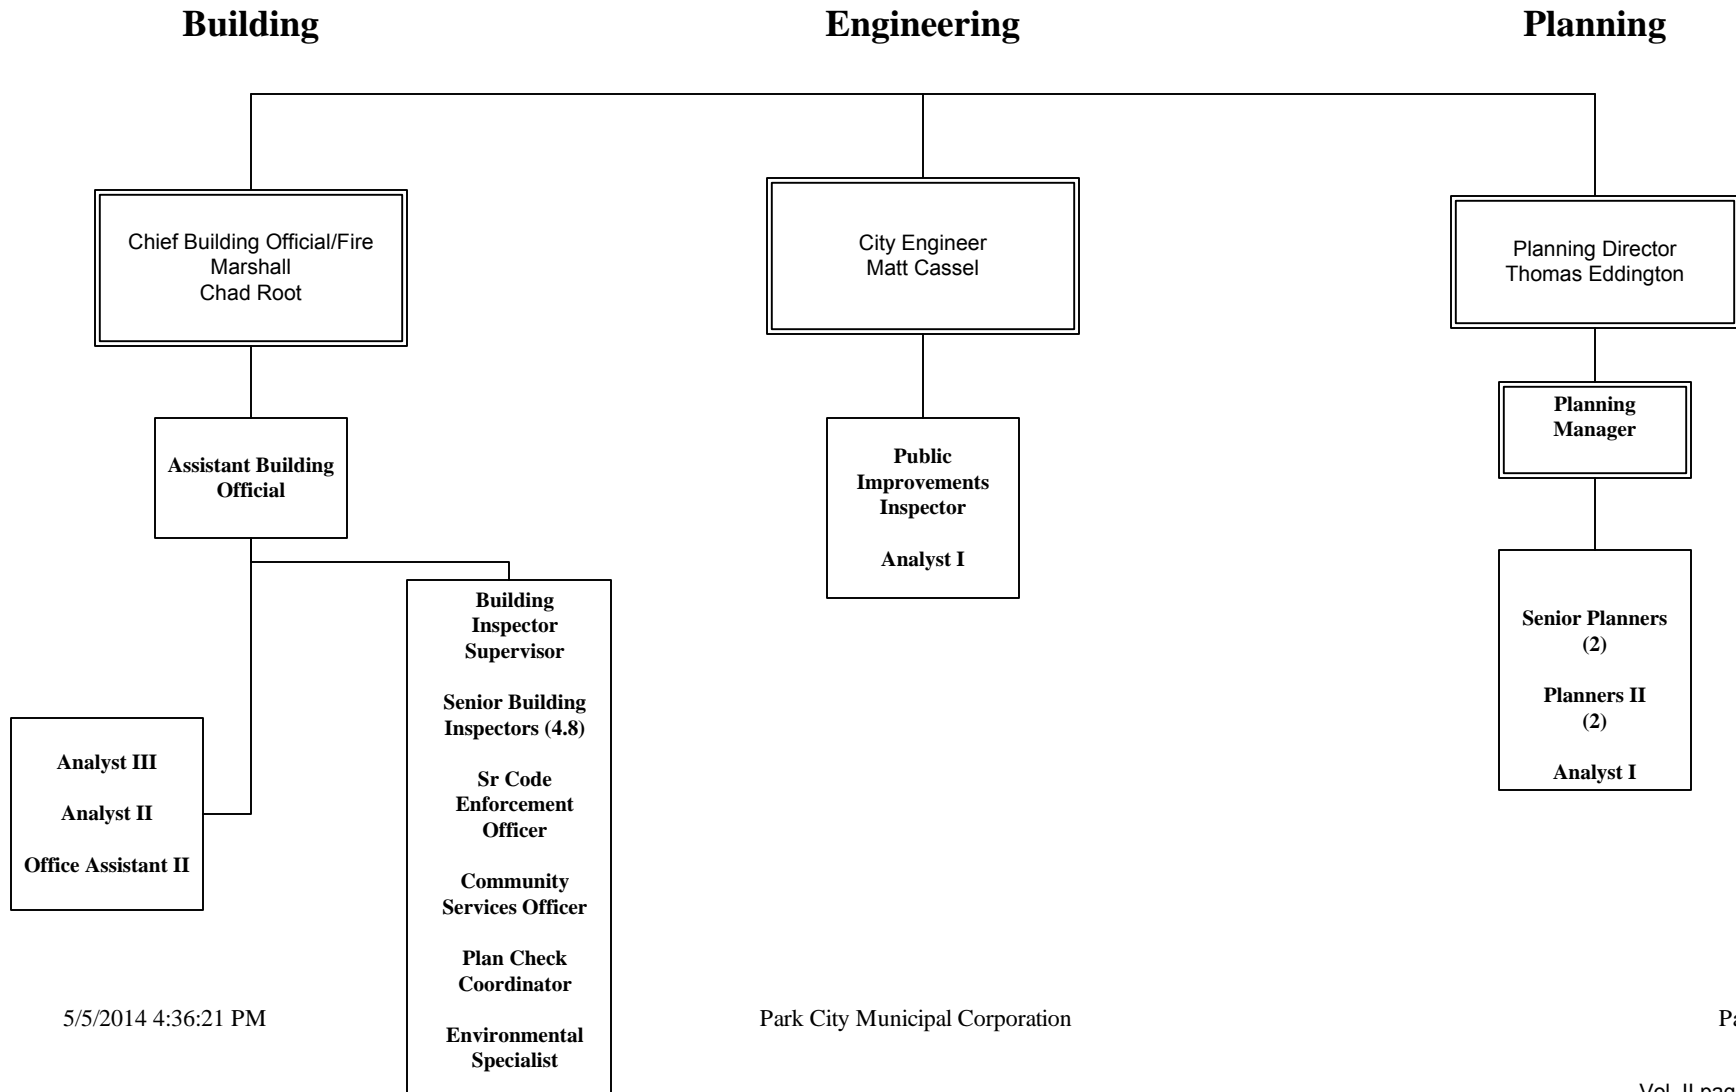 Building
Engineering
Planning
Chief Building Official/Fire
Marshall
Chad Root
City Engineer
Matt Cassel
Planning Director
Thomas Eddington
Assistant Building
Official
Public
Improvements
Inspector
Analyst I
Planning
Manager
Building
Inspector
Supervisor
Senior Building
Inspectors (4.8)
Sr Code
Enforcement
Officer
Community
Services Officer
Plan Check
Coordinator
Environmental
Specialist
Analyst III
Analyst II
Office Assistant II
Senior Planners
(2)
Planners II
(2)
Analyst I
5/5/2014 4:36:21 PM
Park City Municipal Corporation
Vol. II